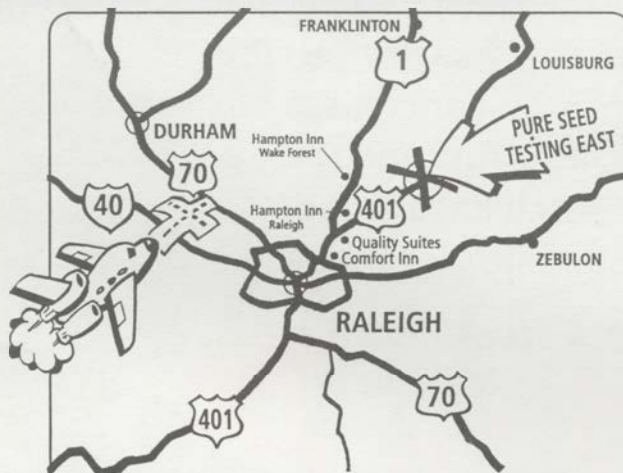 FRANKLINTON
1
LOUISBURG
PURE SEED
TESTING EAST
DURHAM
Hampton Inn
Wake Forest
70
40
Hampton Inn
Raleigh
401
Quality Suites
Comfort Inn
ZEBULON
RALEIGH
401
70